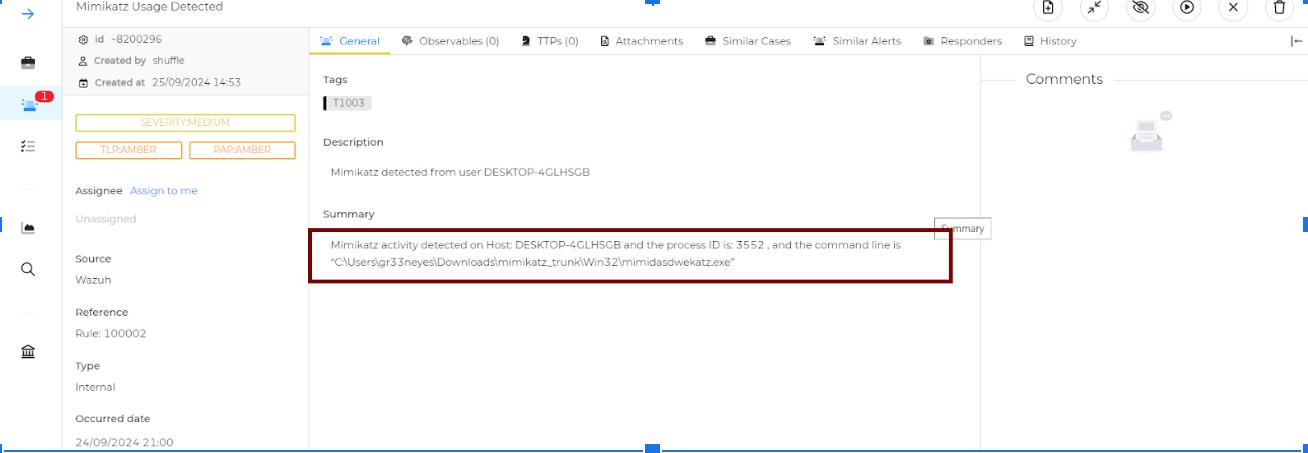 Mimikatz Usage Detected
id ~8200296
Created by shuffle
Created at 25/09/2024 14:53
SEVERITY:MEDIUM
TLP:AMBER PAP:AMBER
Assignee Assign to me
Unassigned
Source
Wazuh
Reference
Rule: 100002
Type
Internal
Occurred date
24/09/2024 21:00
1
General Observables (0) TTPs (0) Attachments Similar Cases Similar Alerts Responders History
Tags
T1003
Description
Mimikatz detected from user DESKTOP-4GLHSGB
Summary
Summary
Mimikatz activity detected on Host: DESKTOP-4GLHSGB and the process ID is: 3552 , and the command line is
“C:\Users\gr33neyes\Downloads\mimikatz_trunk\Win32\mimidasdwekatz.exe”
Comments